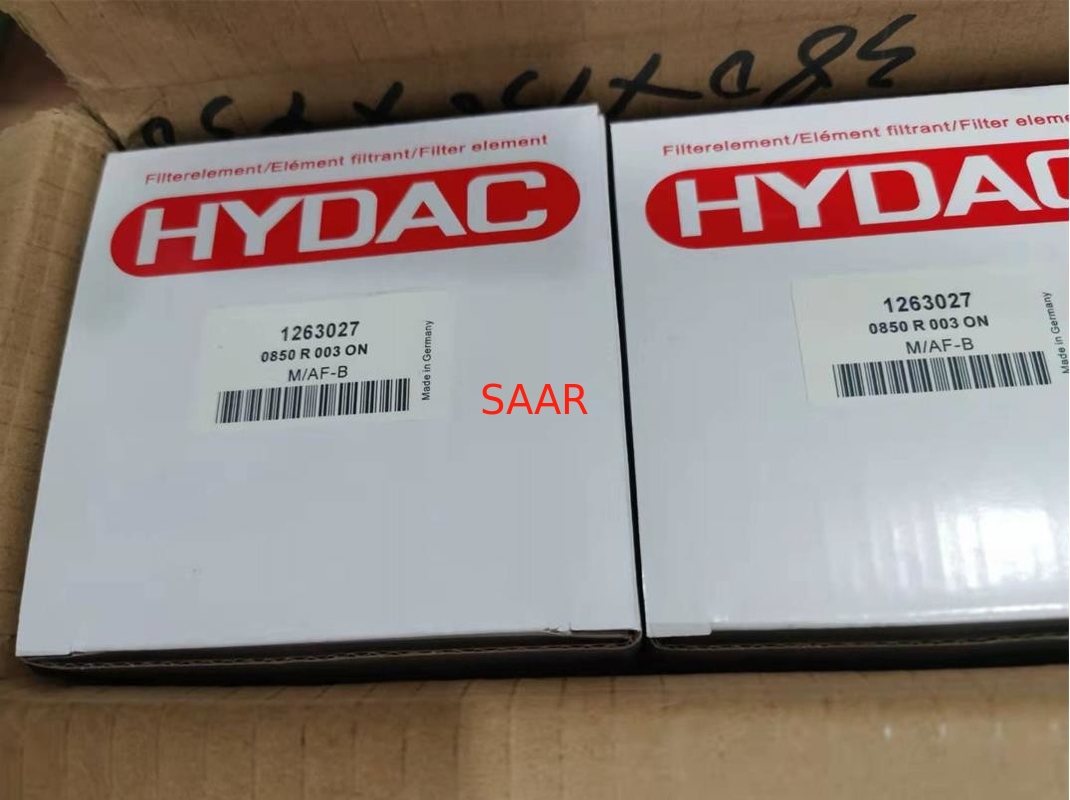 Filterelement/Elément filtrant/Filter element
HYDAC
1263027
0850 R 003 ON
M/AF-B
Made in Germany
Filterelement/Elément filtrant/Filter eleme
HYDAC
1263027
0850 R 003 ON
M/AF-B
Made in Germany
SAAR